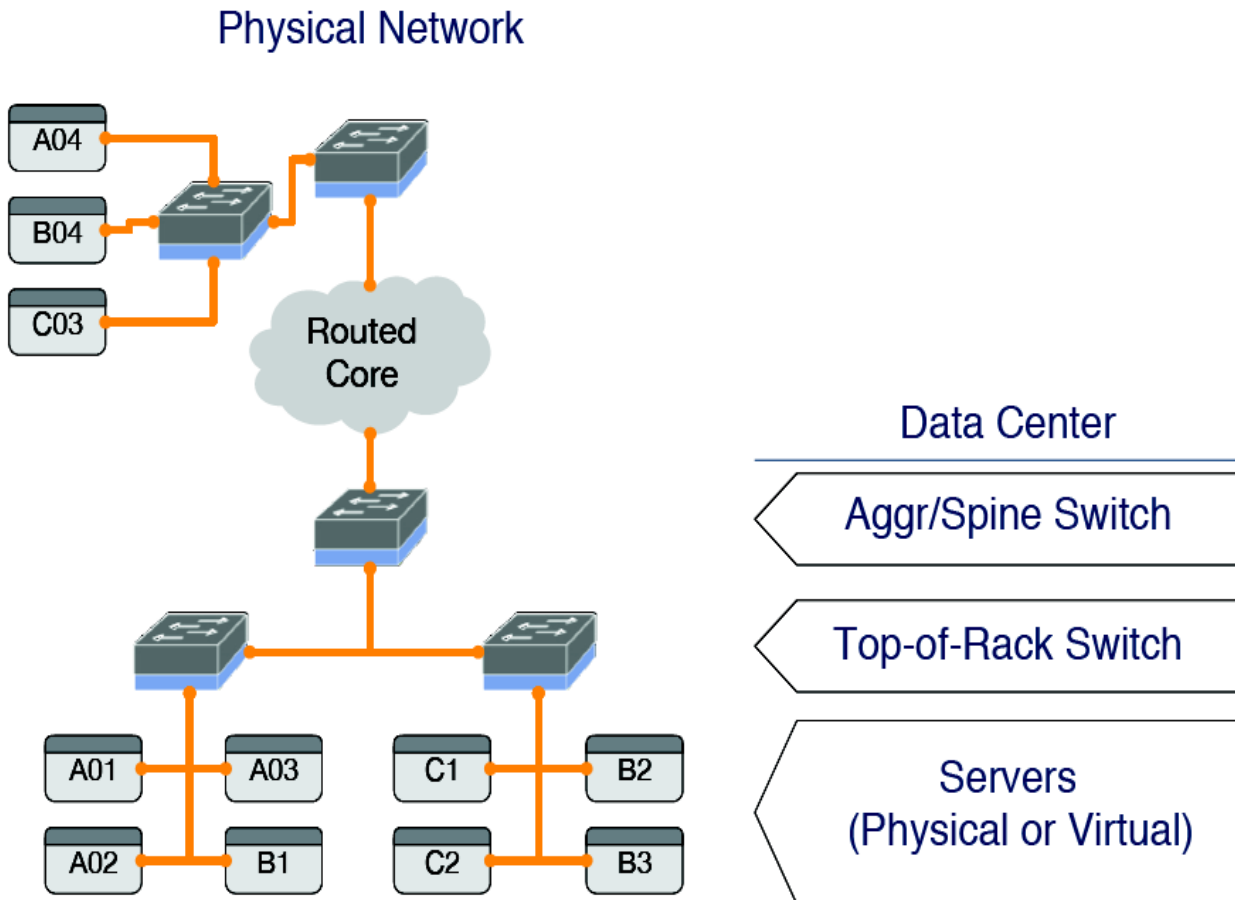 Physical Network
A04
B04
C03
Routed
Core
Data Center
Aggr/Spine Switch
Top-of-Rack Switch
A01
A03
C1
B2
Servers
(Physical or Virtual)
A02
B1
C2
B3